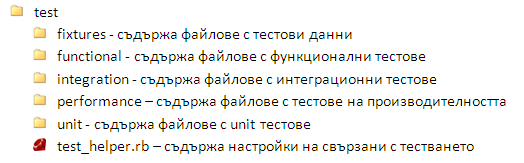 test
fixtures - съдържа файлове с тестови данни
functional - съдържа файлове с функционални тестове
integration - съдържа файлове с интеграционни тестове
performance – съдържа файлове с тестове на производителността
unit - съдържа файлове с unit тестове
test_helper.rb – съдържа настройки на свързани с тестването